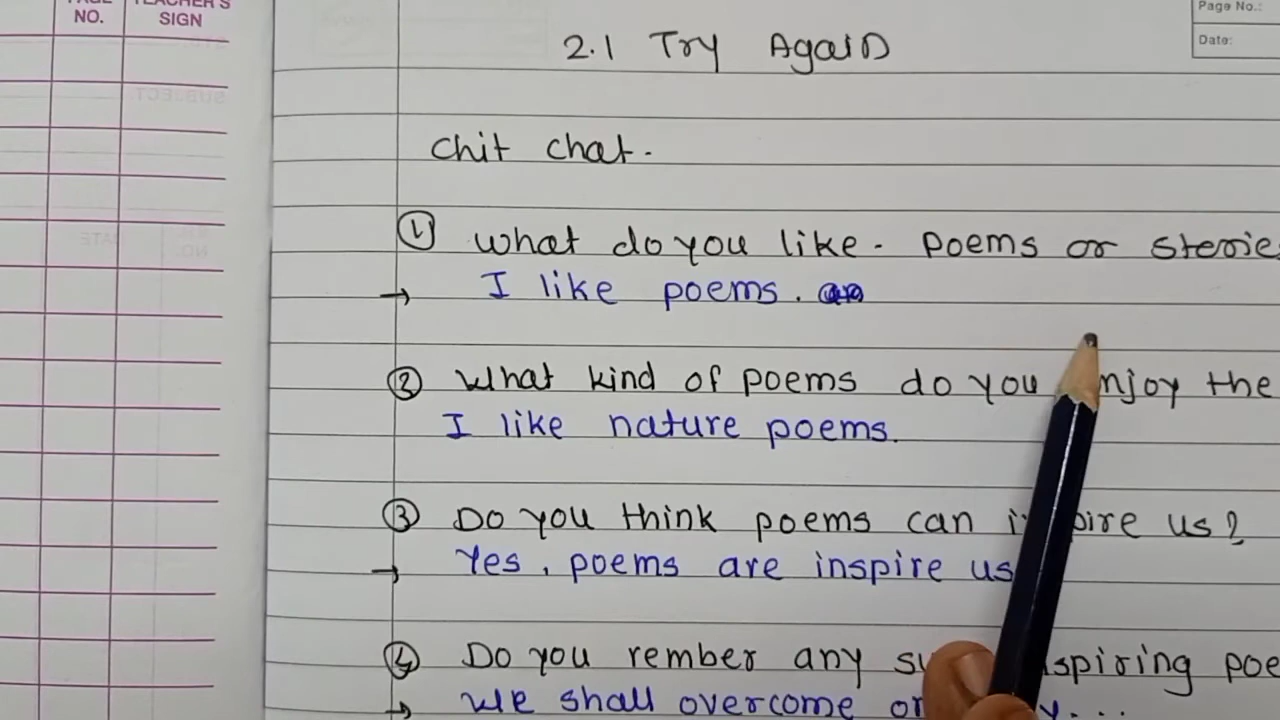 NO.
TEACHER'S
SIGN
Page No.:
Date:
2.1 Try Again
Chit chat.
① What do you like. Poems or
→ I like poems.
② What kind of poems do you enjoy the
I like nature poems.
③ Do you think poems can inspire us?
→ Yes, poems are inspire us
④ Do you rember any
→ We shall overcome